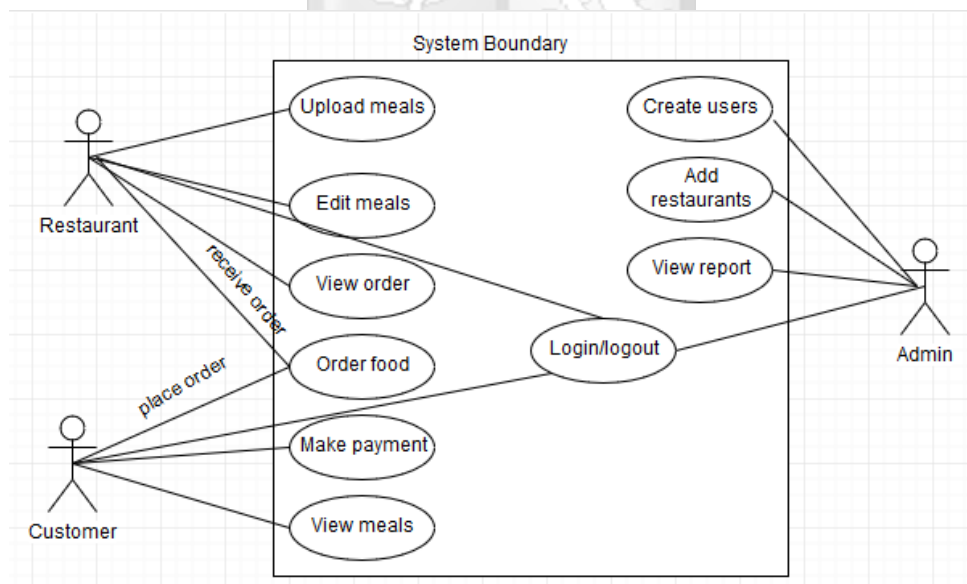 System Boundary
Upload meals
Create users
Add
restaurants
Edit meals
Restaurant
receive order
View order
View report
Login/logout
Admin
Order food
place order
Make payment
View meals
Customer